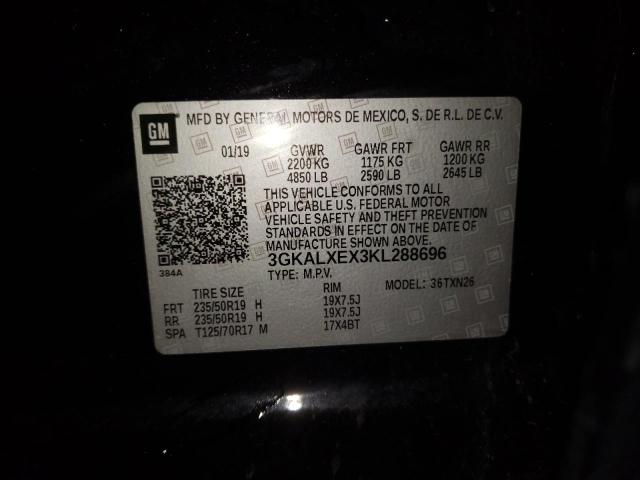 GM MFD BY GENERAL MOTORS DE MEXICO, S. DE R.L. DE C.V.
01/19 GVWR GAWR FRT GAWR RR
2200 KG 1175 KG 1200 KG
4850 LB 2590 LB 2645 LB
THIS VEHICLE CONFORMS TO ALL
APPLICABLE U.S. FEDERAL MOTOR
VEHICLE SAFETY AND THEFT PREVENTION
STANDARDS IN EFFECT ON THE DATE OF
MANUFACTURE SHOWN ABOVE.
384A 3GKALXEX3KL288696
TYPE: M.P.V. MODEL: 36TXN26
TIRE SIZE RIM
FRT 235/50R19 H 19X7.5J
RR 235/50R19 H 19X7.5J
SPA T125/70R17 M 17X4BT